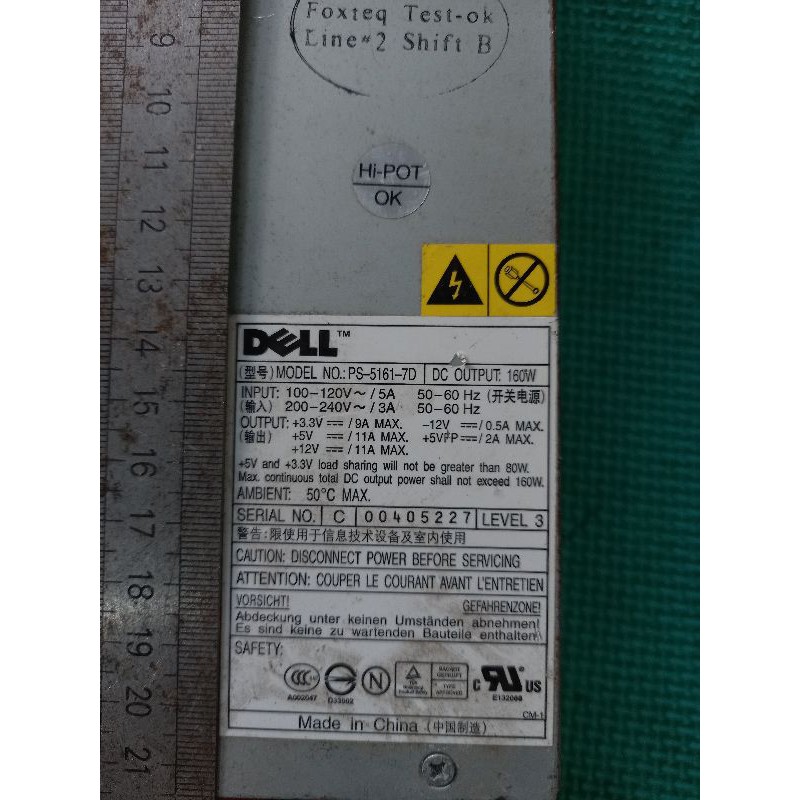 Foxteq Test-ok
Line#2 Shift B
Hi-POT
OK
9
10
11
12
13
14
15
16
17
18
19
20
21
DELL™
(型号) MODEL NO.: PS-5161-7D DC OUTPUT: 160W
INPUT: 100-120V~/5A 50-60 Hz (开关电源)
(输入) 200-240V~/3A 50-60 Hz
OUTPUT: +3.3V ⎓/9A MAX. -12V ⎓/0.5A MAX.
(输出) +5V ⎓/11A MAX. +5VFP⎓/2A MAX.
+12V ⎓/11A MAX.
+5V and +3.3V load sharing will not be greater than 80W.
Max. continuous total DC output power shall not exceed 160W.
AMBIENT: 50°C MAX.
SERIAL NO. C 00405227 LEVEL 3
警告: 限使用于信息技术设备及室内使用
CAUTION: DISCONNECT POWER BEFORE SERVICING
ATTENTION: COUPER LE COURANT AVANT L'ENTRETIEN
VORSICHT! GEFAHRENZONE!
Abdeckung unter keinen Umständen abnehmen!
Es sind keine zu wartenden Bauteile enthalten!
SAFETY:
CCC N BAUART GEPRUFT TYPE APPROVED c RU US
A002047 D33502 E132068
CM-1
Made in China (中国制造)